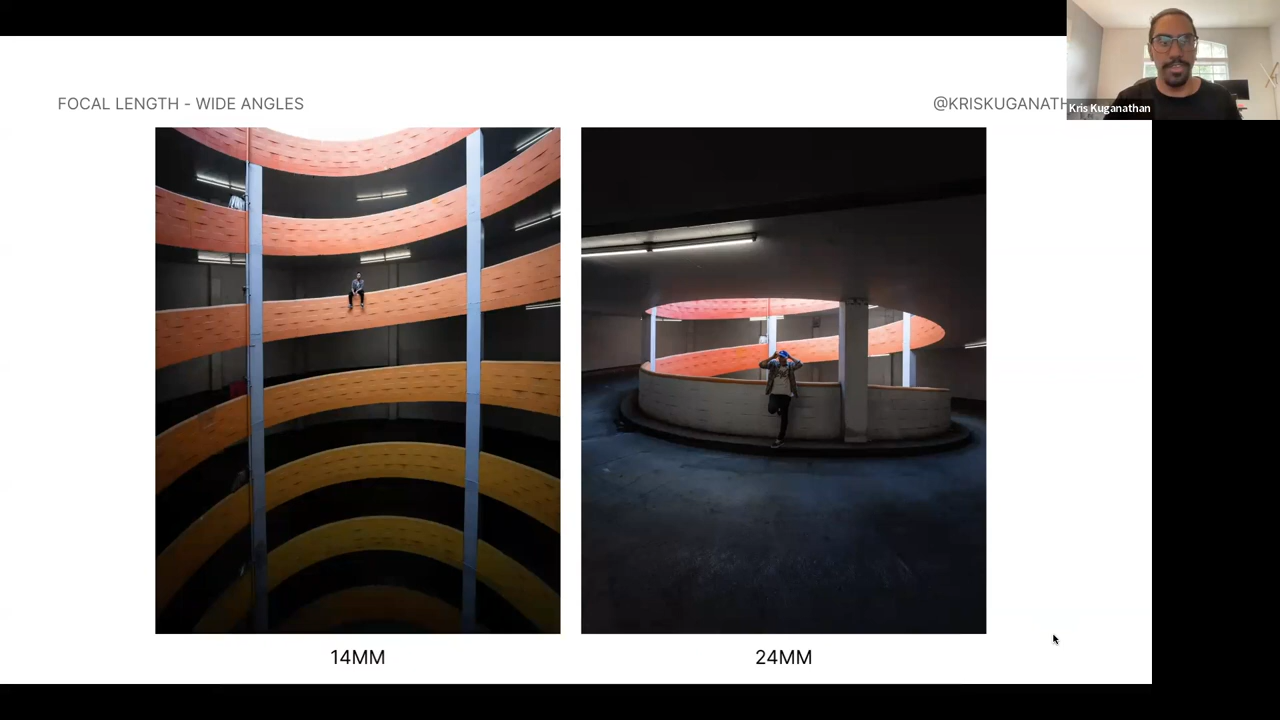 FOCAL LENGTH - WIDE ANGLES
@KRISKUGANATH
Kris Kuganathan
14MM
24MM